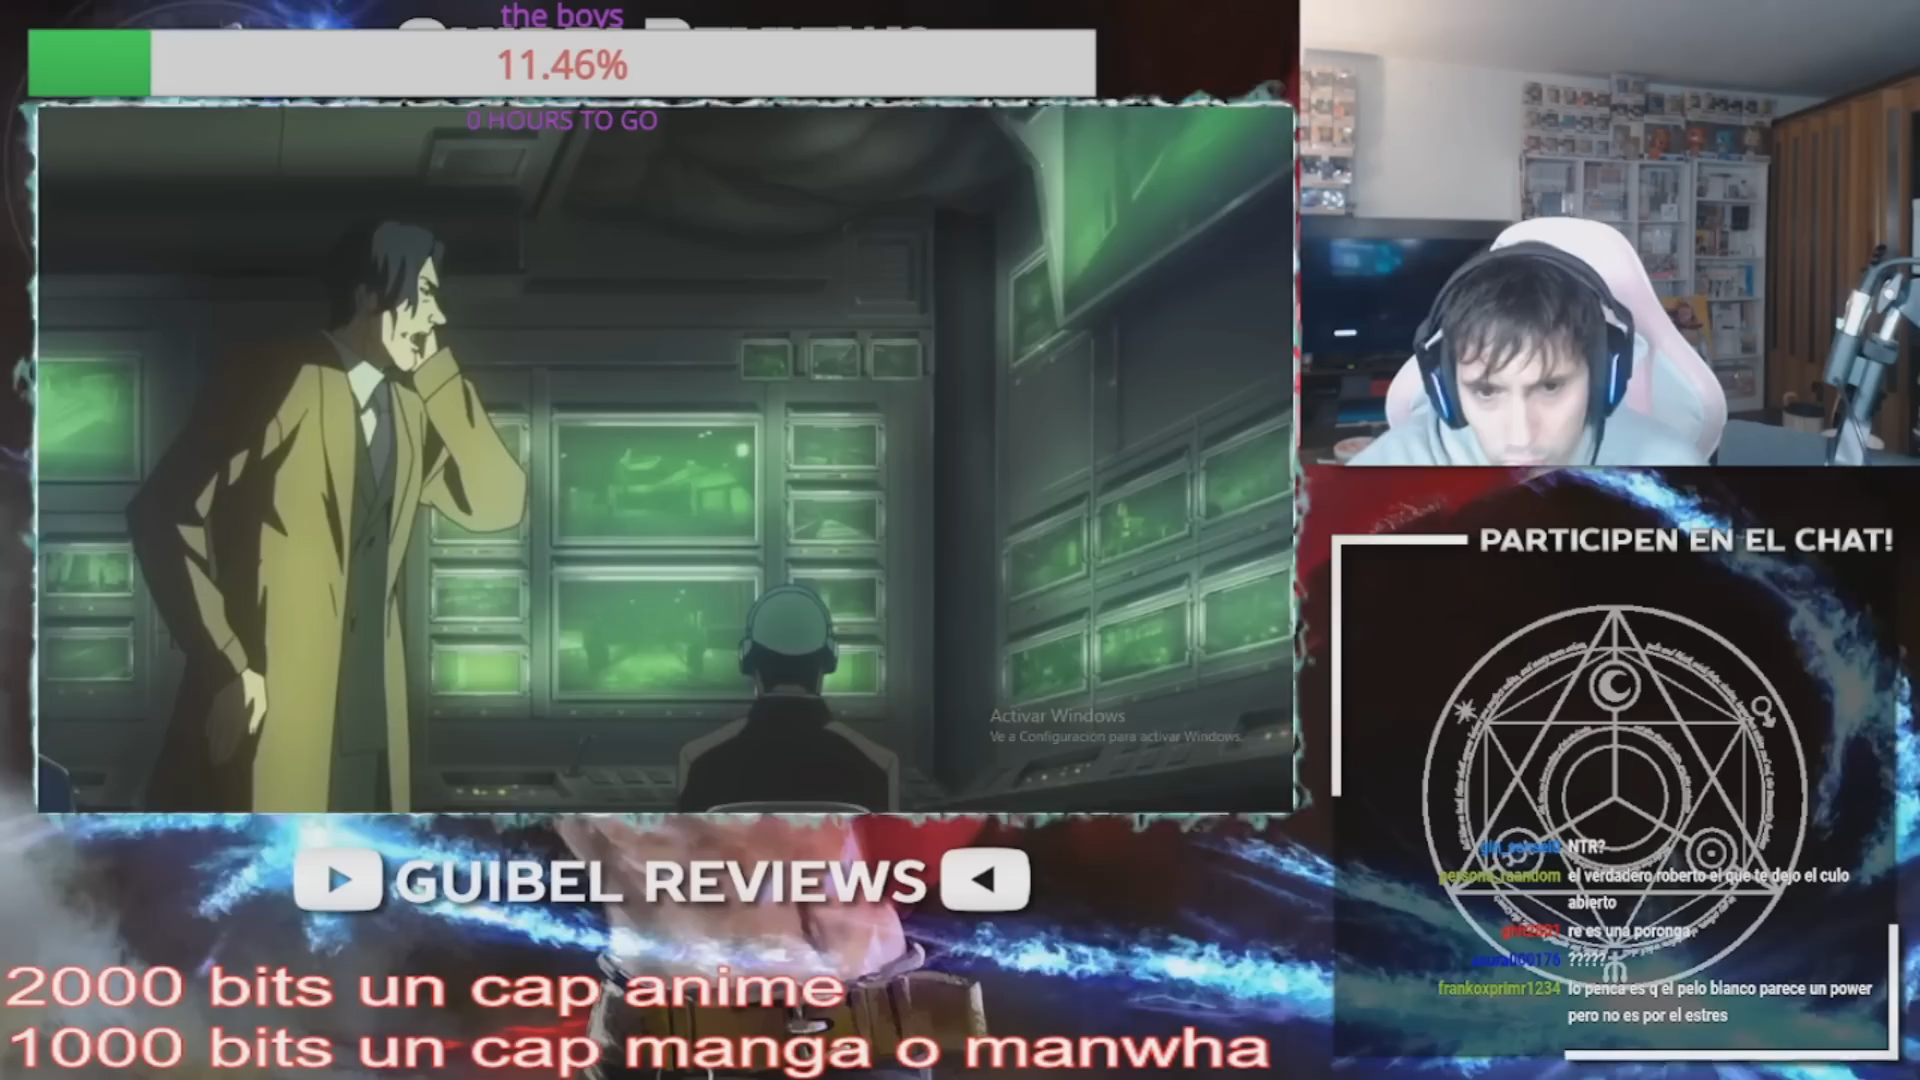 the boys
11.46%
0 HOURS TO GO
PARTICIPEN EN EL CHAT!
Activar Windows
Ve a Configuración para activar Windows.
NTR?
persona_raandom el verdadero roberto el que te dejo el culo
abierto
re es una poronga
?????
frankoxprimr1234 lo penca es q el pelo blanco parece un power
pero no es por el estres
GUIBEL REVIEWS
2000 bits un cap anime
1000 bits un cap manga o manwha